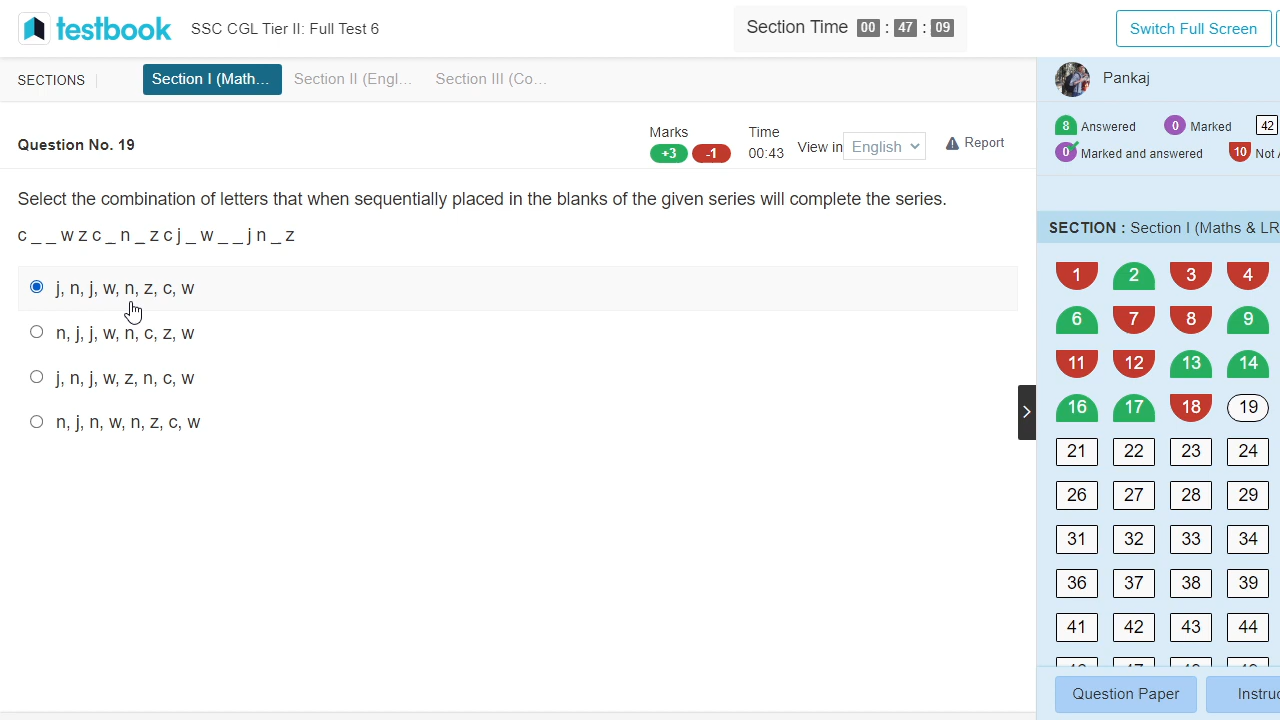 testbook SSC CGL Tier II: Full Test 6 Section Time 00 : 47 : 09 Switch Full Screen
SECTIONS Section I (Math... Section II (Engl... Section III (Co...
Pankaj
8 Answered 0 Marked 42
0 Marked and answered 10 Not
Question No. 19
Marks
+3 -1
Time
00:43
View in English
Report
Select the combination of letters that when sequentially placed in the blanks of the given series will complete the series.
c _ _ w z c _ n _ z c j _ w _ _ j n _ z
j, n, j, w, n, z, c, w
n, j, j, w, n, c, z, w
j, n, j, w, z, n, c, w
n, j, n, w, n, z, c, w
SECTION : Section I (Maths & LR
1 2 3 4
6 7 8 9
11 12 13 14
16 17 18 19
21 22 23 24
26 27 28 29
31 32 33 34
36 37 38 39
41 42 43 44
Question Paper Instruc